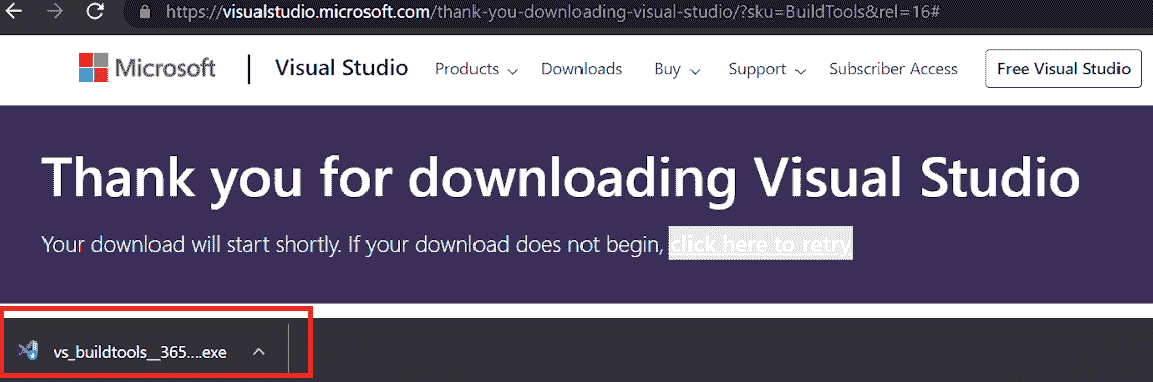 https://visualstudio.microsoft.com/thank-you-downloading-visual-studio/?sku=BuildTools&rel=16#
Microsoft | Visual Studio Products Downloads Buy Support Subscriber Access Free Visual Studio
Thank you for downloading Visual Studio
Your download will start shortly. If your download does not begin, click here to retry
vs_buildtools__365....exe